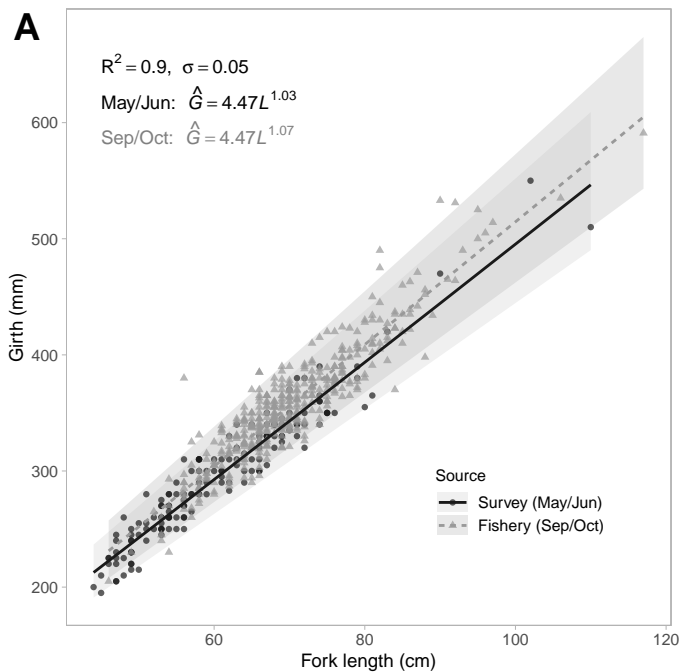 A
R² = 0.9, σ = 0.05
May/Jun: Ĝ = 4.47L^1.03
Sep/Oct: Ĝ = 4.47L^1.07
600
500
400
300
200
Girth (mm)
Source
Survey (May/Jun)
Fishery (Sep/Oct)
60 80 100 120
Fork length (cm)